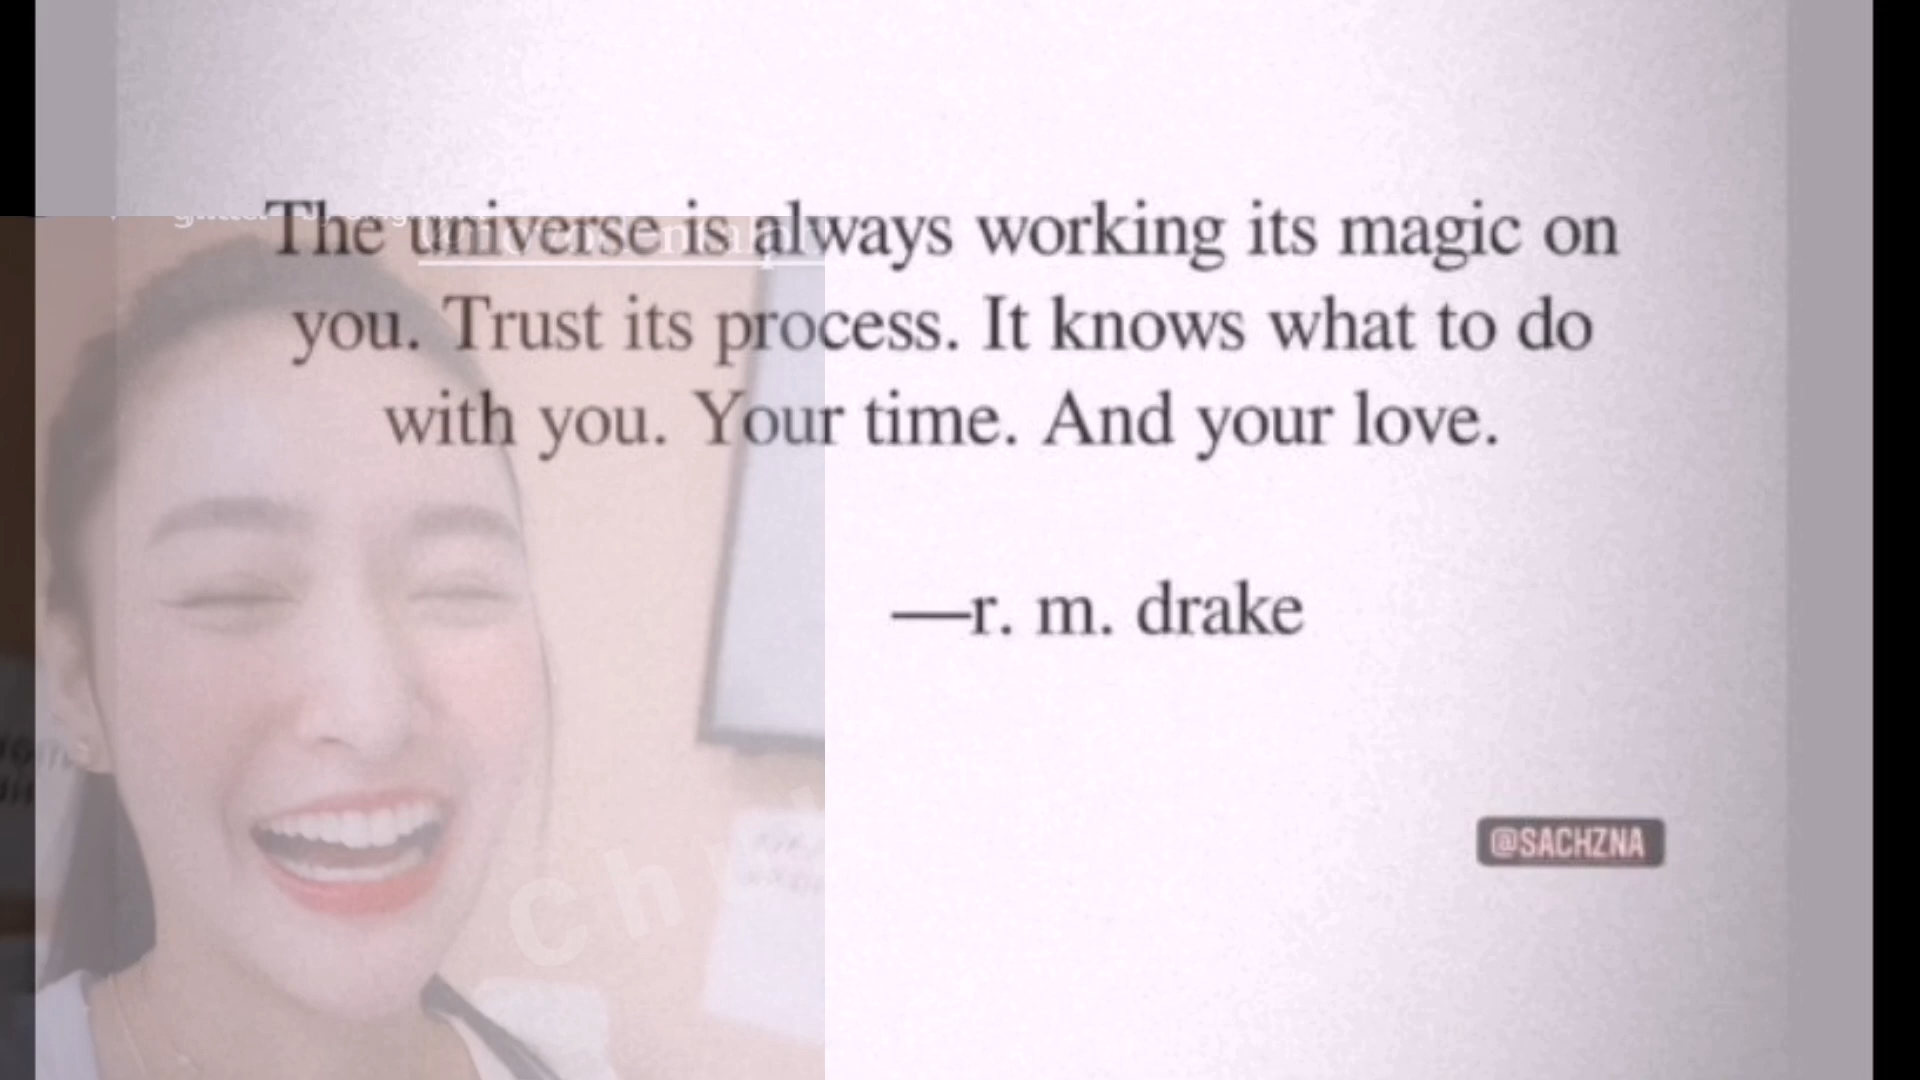 The universe is always working its magic on
you. Trust its process. It knows what to do
with you. Your time. And your love.
—r. m. drake
@SACHZNA
Ch